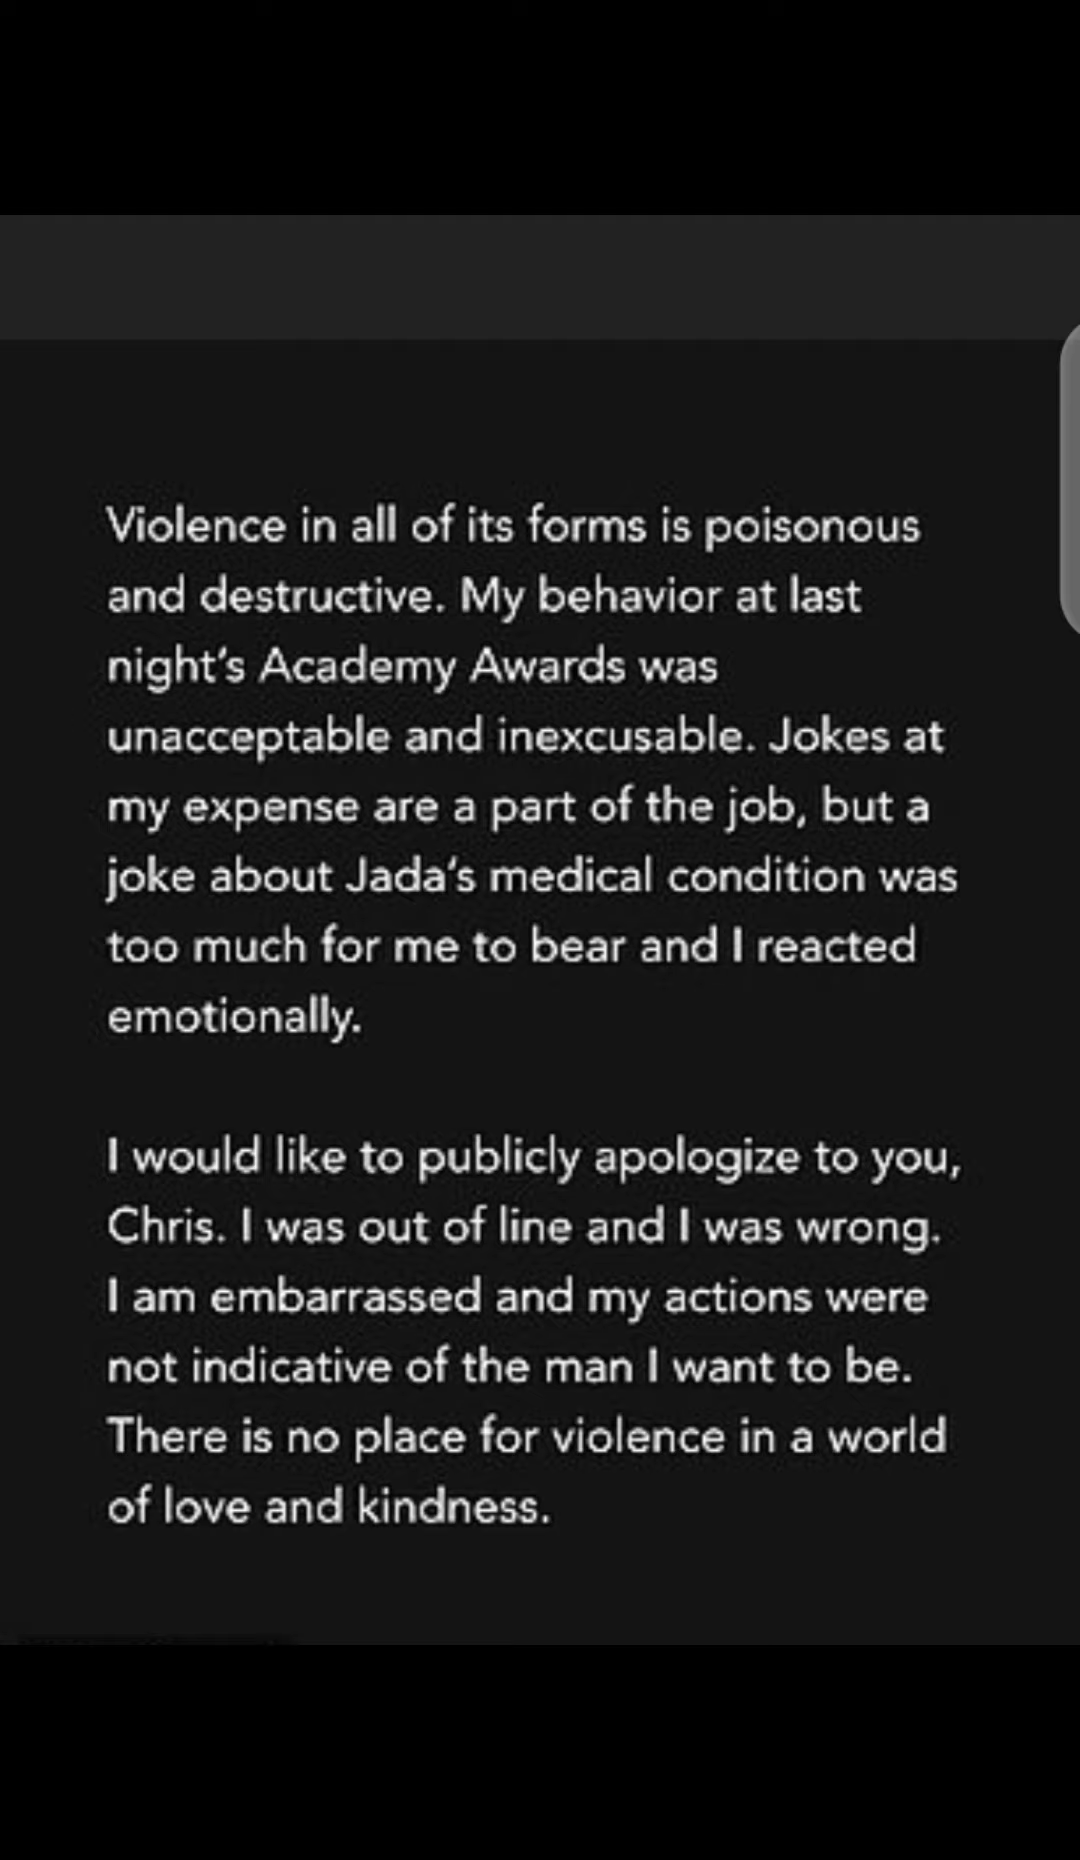 Violence in all of its forms is poisonous
and destructive. My behavior at last
night's Academy Awards was
unacceptable and inexcusable. Jokes at
my expense are a part of the job, but a
joke about Jada's medical condition was
too much for me to bear and I reacted
emotionally.
I would like to publicly apologize to you,
Chris. I was out of line and I was wrong.
I am embarrassed and my actions were
not indicative of the man I want to be.
There is no place for violence in a world
of love and kindness.